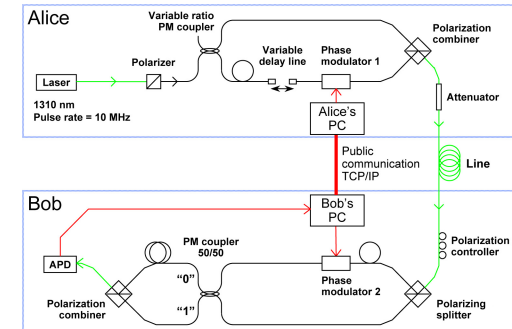 Alice
Variable ratio
PM coupler
Polarization
combiner
Polarizer
Variable
delay line
Phase
modulator 1
Laser
1310 nm
Pulse rate = 10 MHz
Attenuator
Alice's
PC
Public
communication
TCP/IP
Line
Bob
Bob's
PC
PM coupler
50/50
Polarization
controller
APD
"0"
Phase
modulator 2
Polarization
combiner
"1"
Polarizing
splitter